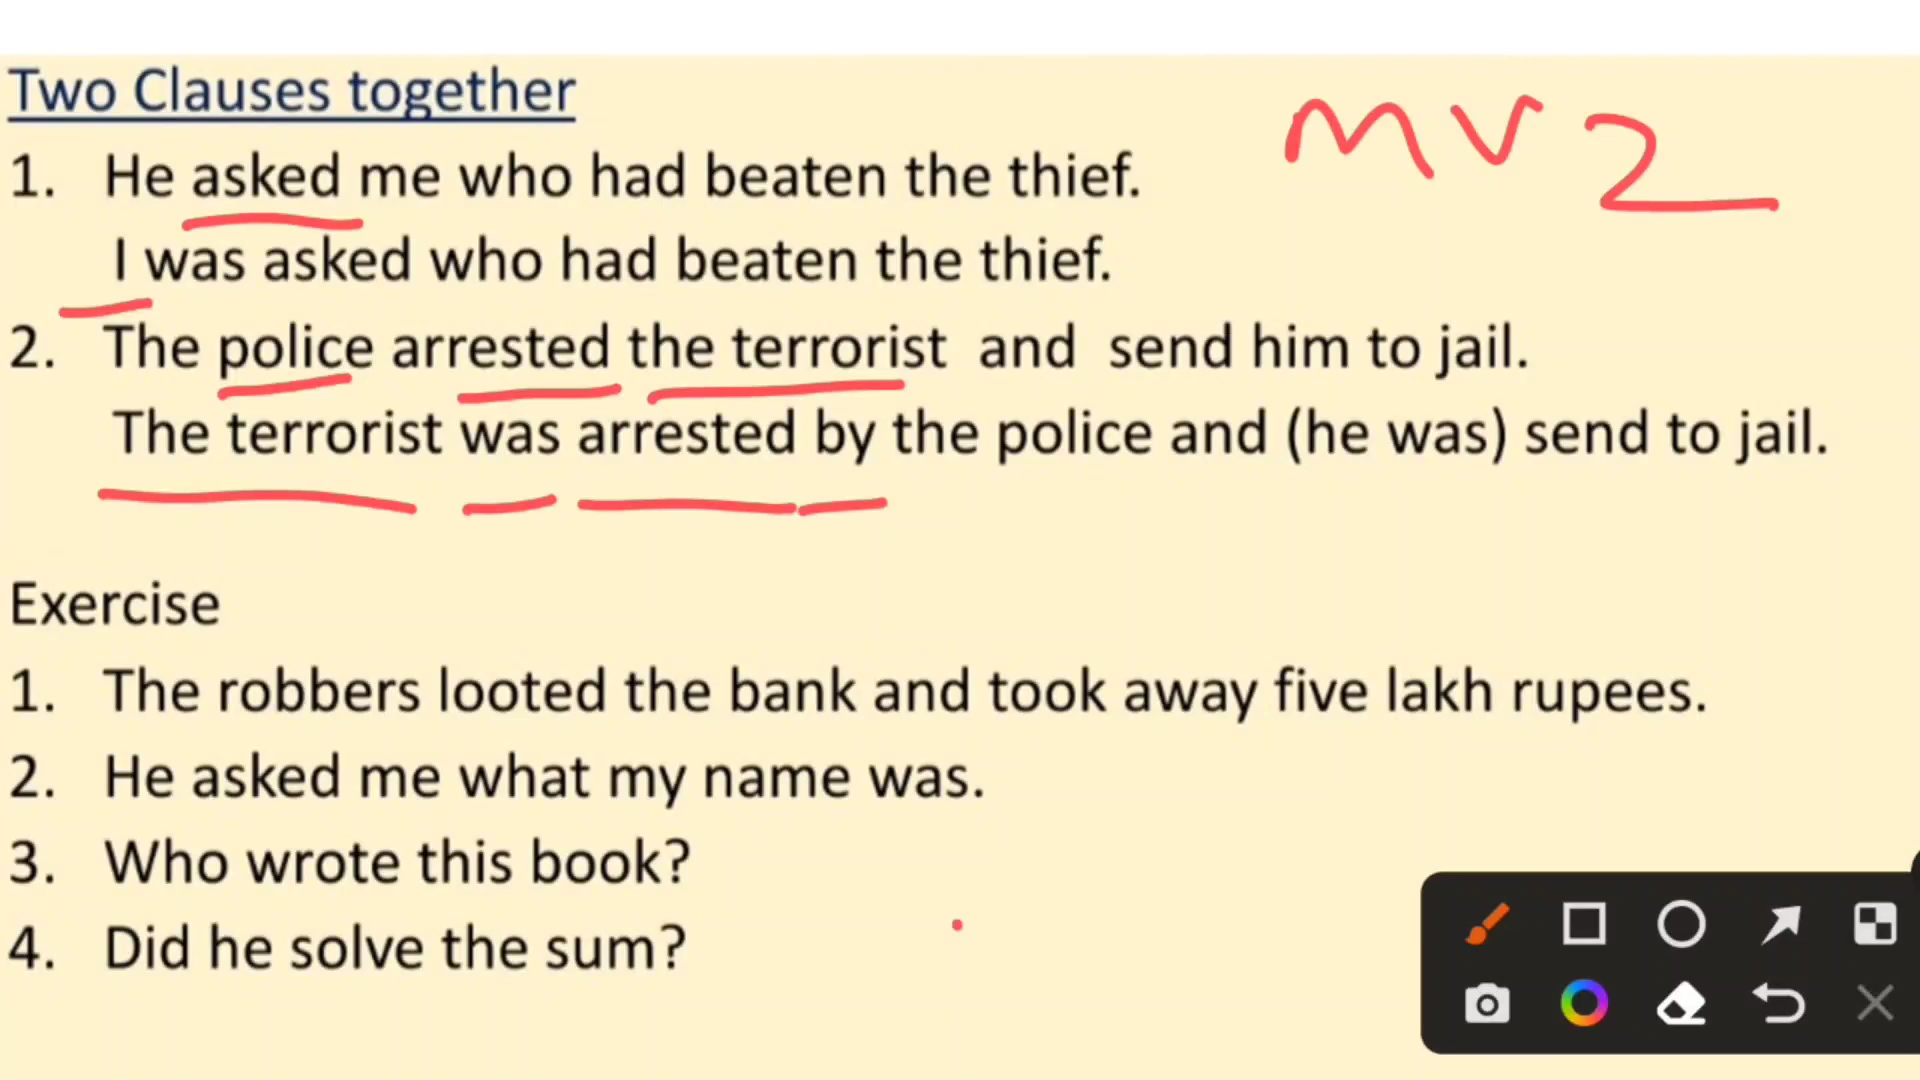 Two Clauses together
MV2
1. He asked me who had beaten the thief.
I was asked who had beaten the thief.
2. The police arrested the terrorist and send him to jail.
The terrorist was arrested by the police and (he was) send to jail.
Exercise
1. The robbers looted the bank and took away five lakh rupees.
2. He asked me what my name was.
3. Who wrote this book?
4. Did he solve the sum?